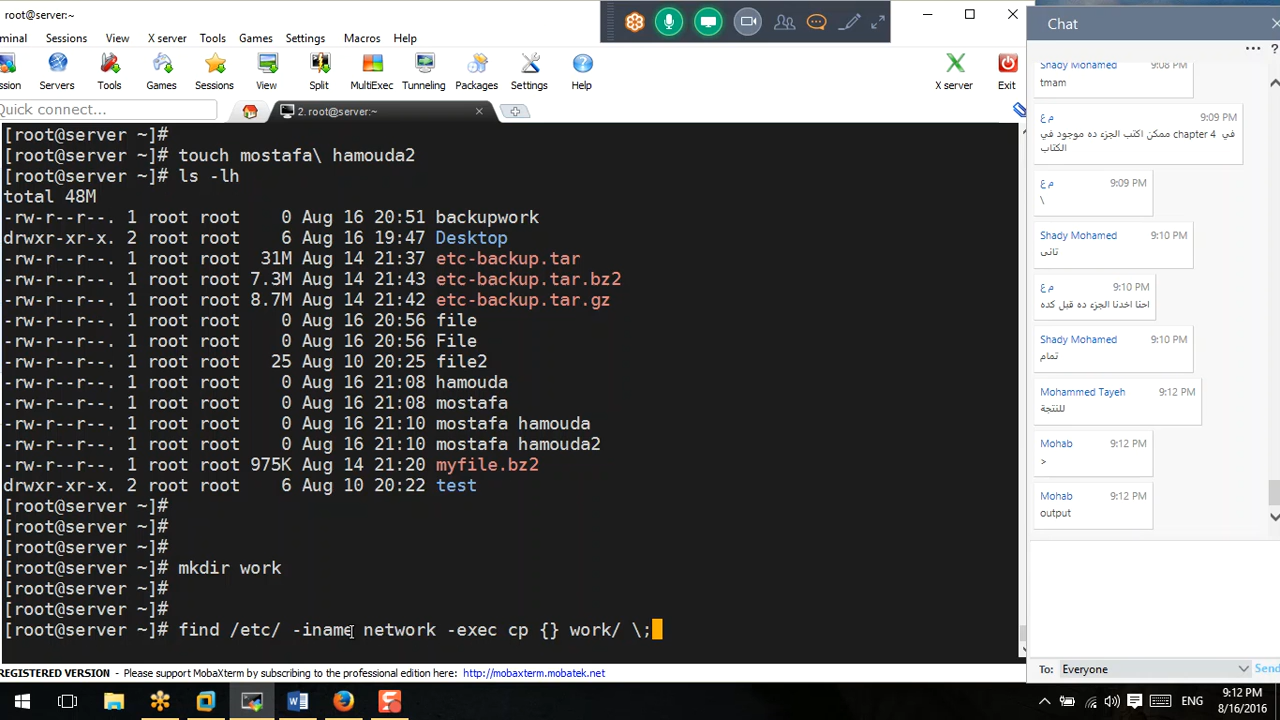 root@server:~
minal Sessions View X server Tools Games Settings Macros Help
ssion Servers Tools Games Sessions View Split MultiExec Tunneling Packages Settings Help X server Exit
Quick connect...
2. root@server:~
[root@server ~]#
[root@server ~]# touch mostafa\ hamouda2
[root@server ~]# ls -lh
total 48M
-rw-r--r--. 1 root root 0 Aug 16 20:51 backupwork
drwxr-xr-x. 2 root root 6 Aug 16 19:47 Desktop
-rw-r--r--. 1 root root 31M Aug 14 21:37 etc-backup.tar
-rw-r--r--. 1 root root 7.3M Aug 14 21:43 etc-backup.tar.bz2
-rw-r--r--. 1 root root 8.7M Aug 14 21:42 etc-backup.tar.gz
-rw-r--r--. 1 root root 0 Aug 16 20:56 file
-rw-r--r--. 1 root root 0 Aug 16 20:56 File
-rw-r--r--. 1 root root 25 Aug 10 20:25 file2
-rw-r--r--. 1 root root 0 Aug 16 21:08 hamouda
-rw-r--r--. 1 root root 0 Aug 16 21:08 mostafa
-rw-r--r--. 1 root root 0 Aug 16 21:10 mostafa hamouda
-rw-r--r--. 1 root root 0 Aug 16 21:10 mostafa hamouda2
-rw-r--r--. 1 root root 975K Aug 14 21:20 myfile.bz2
drwxr-xr-x. 2 root root 6 Aug 10 20:22 test
[root@server ~]#
[root@server ~]#
[root@server ~]#
[root@server ~]# mkdir work
[root@server ~]#
[root@server ~]#
[root@server ~]# find /etc/ -iname network -exec cp {} work/ \;
REGISTERED VERSION - Please support MobaXterm by subscribing to the professional edition here: http://mobaxterm.mobatek.net
Chat
Shady Mohamed 9:08 PM
tmam
م ع 9:09 PM
ممكن اكتب الجزء ده موجود في chapter 4 في
الكتاب
م ع 9:09 PM
\
Shady Mohamed 9:10 PM
تانى
م ع 9:10 PM
احنا اخدنا الجزء ده قبل كده
Shady Mohamed 9:10 PM
تمام
Mohammed Tayeh 9:12 PM
للنتجة
Mohab 9:12 PM
>
Mohab 9:12 PM
output
To: Everyone Send
ENG
9:12 PM
8/16/2016